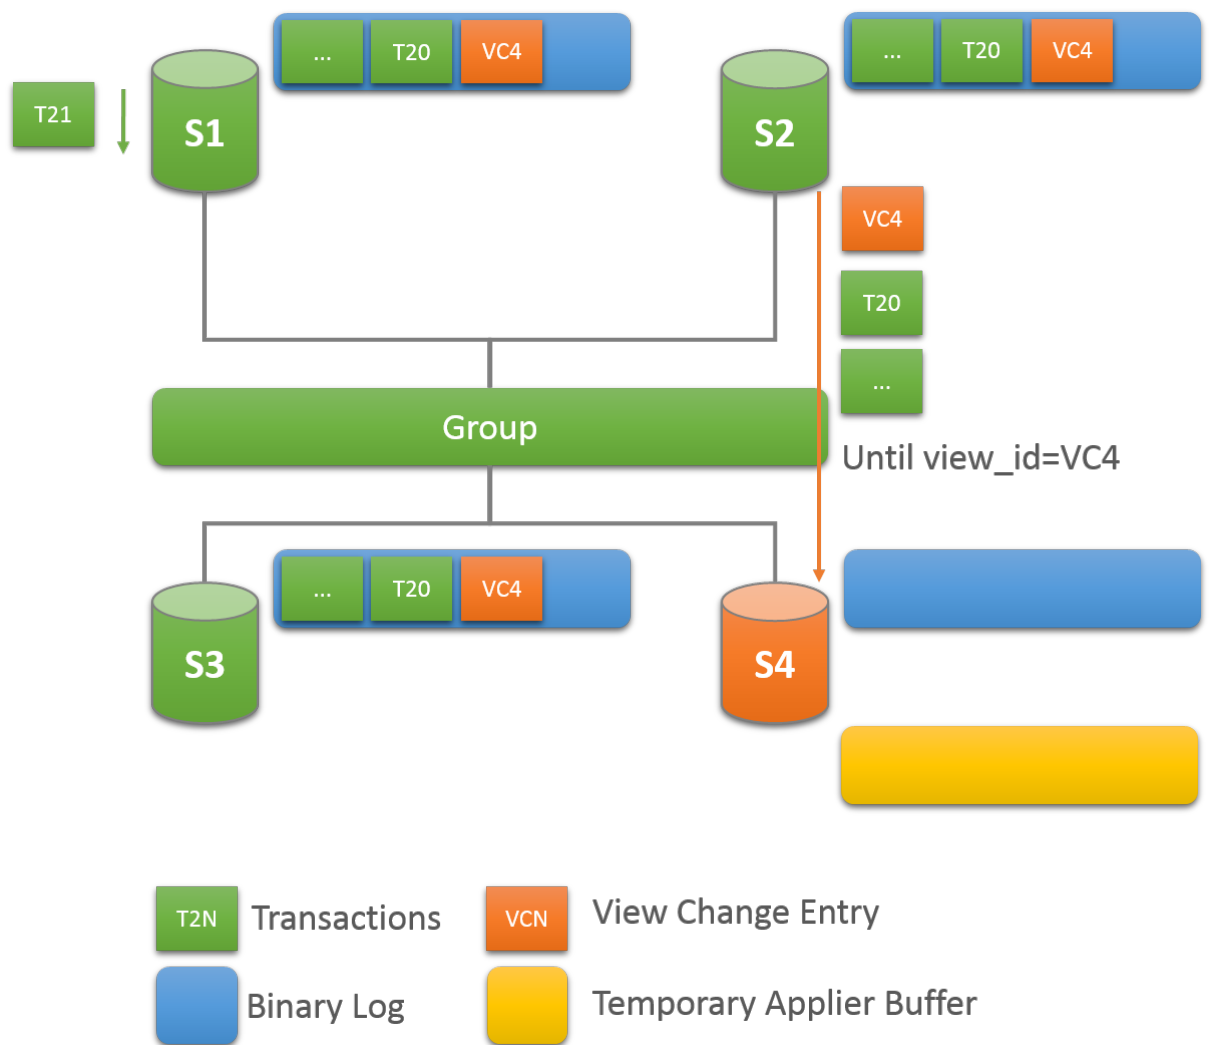 ... T20 VC4
... T20 VC4
T21
S1
S2
VC4
T20
...
Group
Until view_id=VC4
... T20 VC4
S3
S4
T2N Transactions
VCN View Change Entry
Binary Log
Temporary Applier Buffer